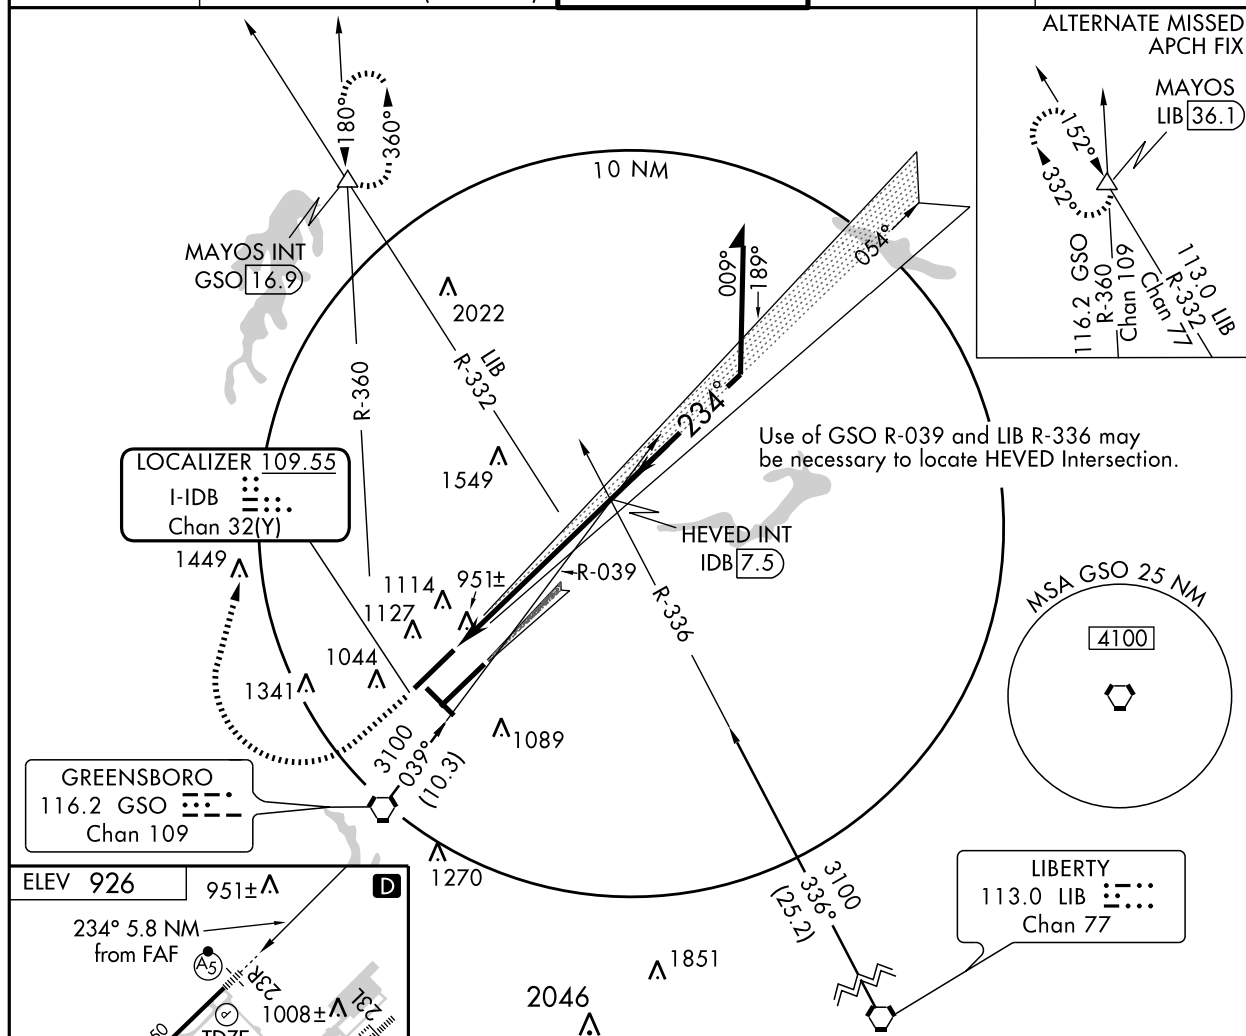 ALTERNATE MISSED
APCH FIX
MAYOS
LIB 36.1
152°
332°
116.2 GSO
R-360
Chan 109
113.0 LIB
R-332
Chan 77
180°
360°
10 NM
MAYOS INT
GSO 16.9
2022
009°
189°
054°
LIB
R-332
R-360
234°
Use of GSO R-039 and LIB R-336 may
be necessary to locate HEVED Intersection.
LOCALIZER 109.55
I-IDB
Chan 32(Y)
1549
HEVED INT
IDB 7.5
1449
1114
951±
R-039
1127
R-336
MSA GSO 25 NM
4100
1044
1341
1089
3100
039°
(10.3)
GREENSBORO
116.2 GSO
Chan 109
1270
3100
336°
(25.2)
LIBERTY
113.0 LIB
Chan 77
ELEV 926
951±
D
234° 5.8 NM
from FAF
A5
23R
P
1008±
23L
TDZE
50
1851
2046